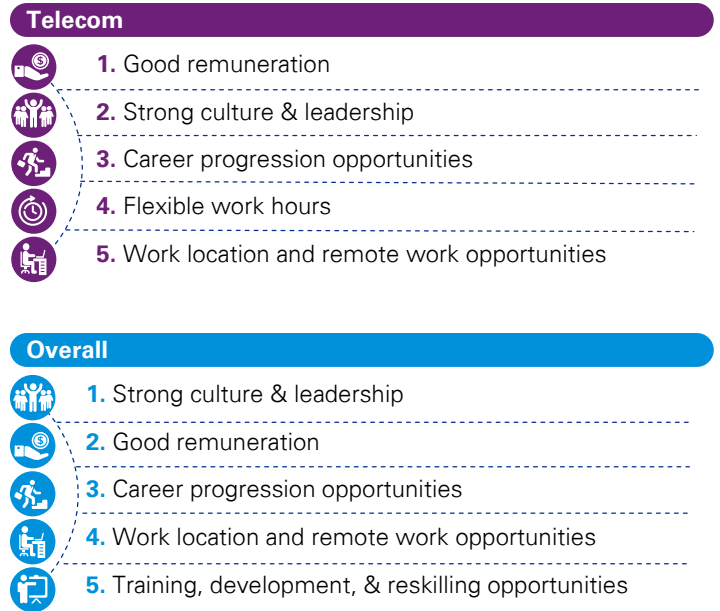 Telecom
1. Good remuneration
2. Strong culture & leadership
3. Career progression opportunities
4. Flexible work hours
5. Work location and remote work opportunities
Overall
1. Strong culture & leadership
2. Good remuneration
3. Career progression opportunities
4. Work location and remote work opportunities
5. Training, development, & reskilling opportunities